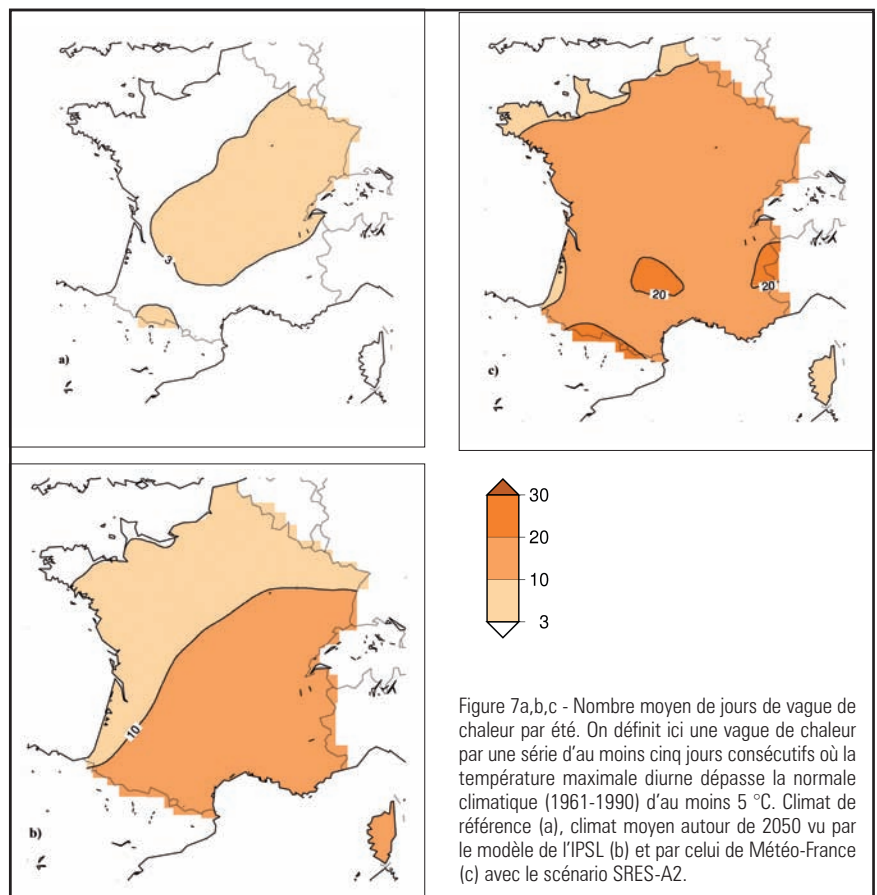 3
a)
20
20
c)
10
b)
30
20
10
3
Figure 7a,b,c - Nombre moyen de jours de vague de
chaleur par été. On définit ici une vague de chaleur
par une série d'au moins cinq jours consécutifs où la
température maximale diurne dépasse la normale
climatique (1961-1990) d'au moins 5 °C. Climat de
référence (a), climat moyen autour de 2050 vu par
le modèle de l'IPSL (b) et par celui de Météo-France
(c) avec le scénario SRES-A2.